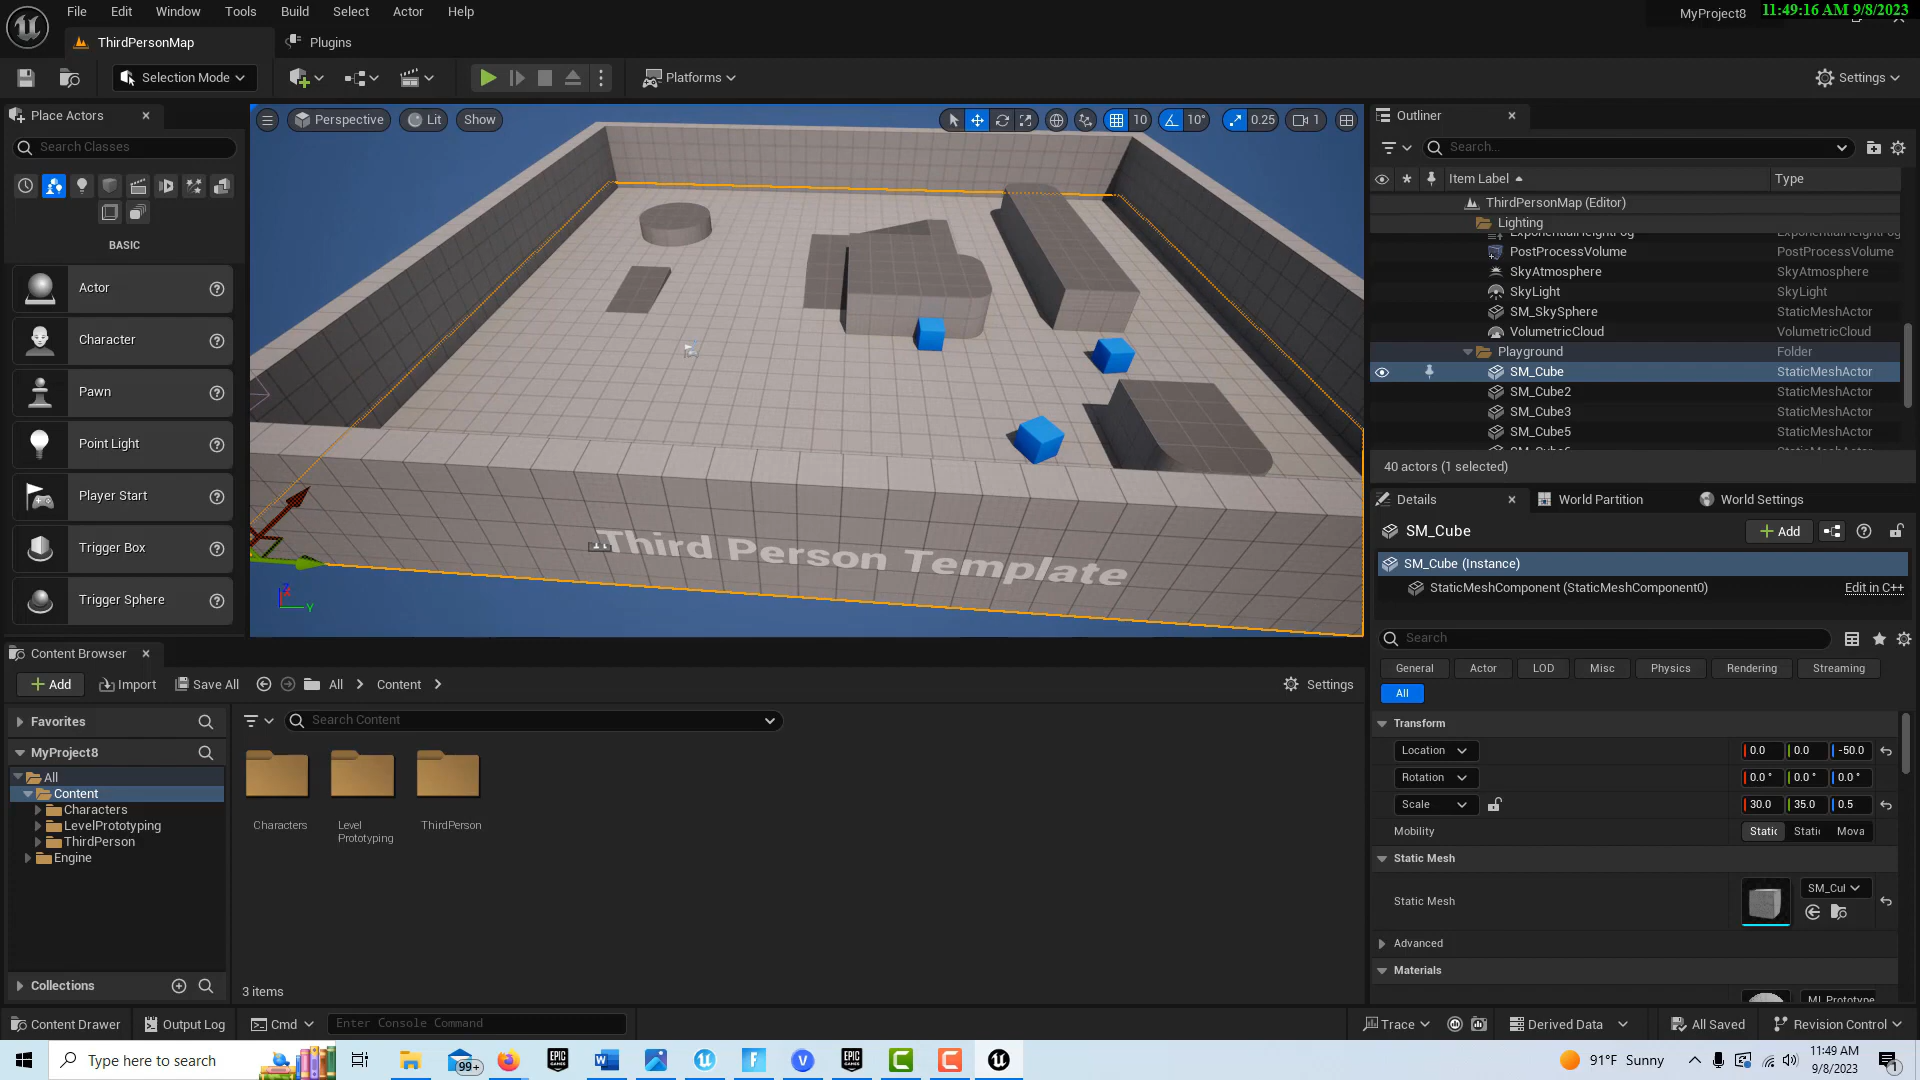 File Edit Window Tools Build Select Actor Help
MyProject8
11:49:16 AM 9/8/2023
ThirdPersonMap
Plugins
Selection Mode
Platforms
Settings
Place Actors
Search Classes
BASIC
Actor
Character
Pawn
Point Light
Player Start
Trigger Box
Trigger Sphere
Perspective
Lit
Show
10
10°
0.25
1
Third Person Template
Z
Y
Outliner
Search...
Item Label
Type
ThirdPersonMap (Editor)
Lighting
ExponentialHeightFog
PostProcessVolume PostProcessVolume
SkyAtmosphere SkyAtmosphere
SkyLight SkyLight
SM_SkySphere StaticMeshActor
VolumetricCloud VolumetricCloud
Playground Folder
SM_Cube StaticMeshActor
SM_Cube2 StaticMeshActor
SM_Cube3 StaticMeshActor
SM_Cube5 StaticMeshActor
40 actors (1 selected)
Details
World Partition
World Settings
SM_Cube
Add
SM_Cube (Instance)
StaticMeshComponent (StaticMeshComponent0)
Edit in C++
Search
General Actor LOD Misc Physics Rendering Streaming
All
Transform
Location 0.0 0.0 -50.0
Rotation 0.0 ° 0.0 ° 0.0 °
Scale 30.0 35.0 0.5
Mobility Static Stati Mova
Static Mesh
Static Mesh SM_Cul
Advanced
Materials
MI_Prototype
Content Browser
Add
Import
Save All
All
Content
Settings
Favorites
MyProject8
All
Content
Characters
LevelPrototyping
ThirdPerson
Engine
Collections
Search Content
Characters
Level
Prototyping
ThirdPerson
3 items
Content Drawer
Output Log
Cmd
Enter Console Command
Trace
Derived Data
All Saved
Revision Control
Type here to search
99+
EPIC
GAMES
EPIC
GAMES
91°F Sunny
11:49 AM
9/8/2023
1